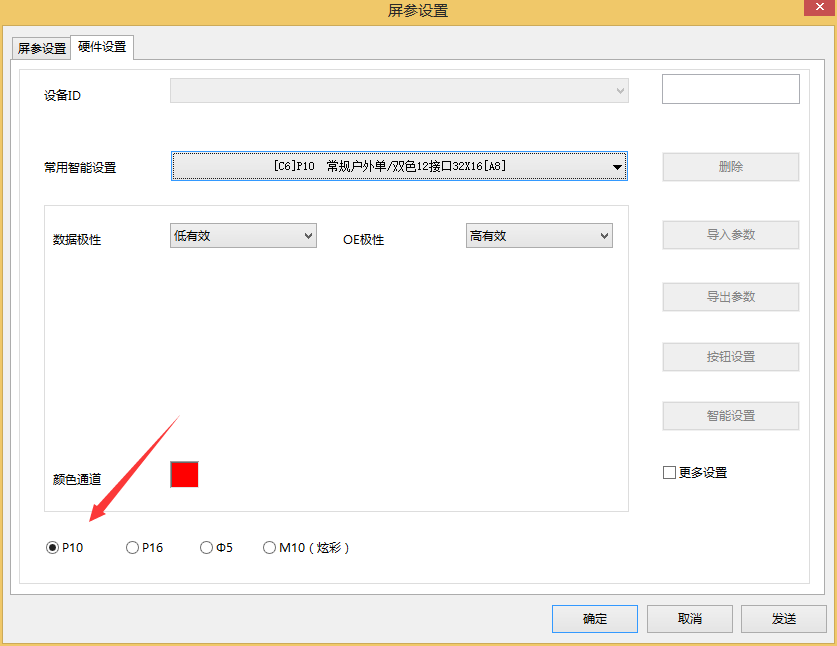 屏参设置
屏参设置 硬件设置
设备ID
常用智能设置 [C6]P10 常规户外单/双色12接口32X16[A8] 删除
数据极性 低有效 OE极性 高有效 导入参数
导出参数
按钮设置
智能设置
颜色通道 更多设置
P10 P16 Φ5 M10 ( 炫彩 )
确定 取消 发送